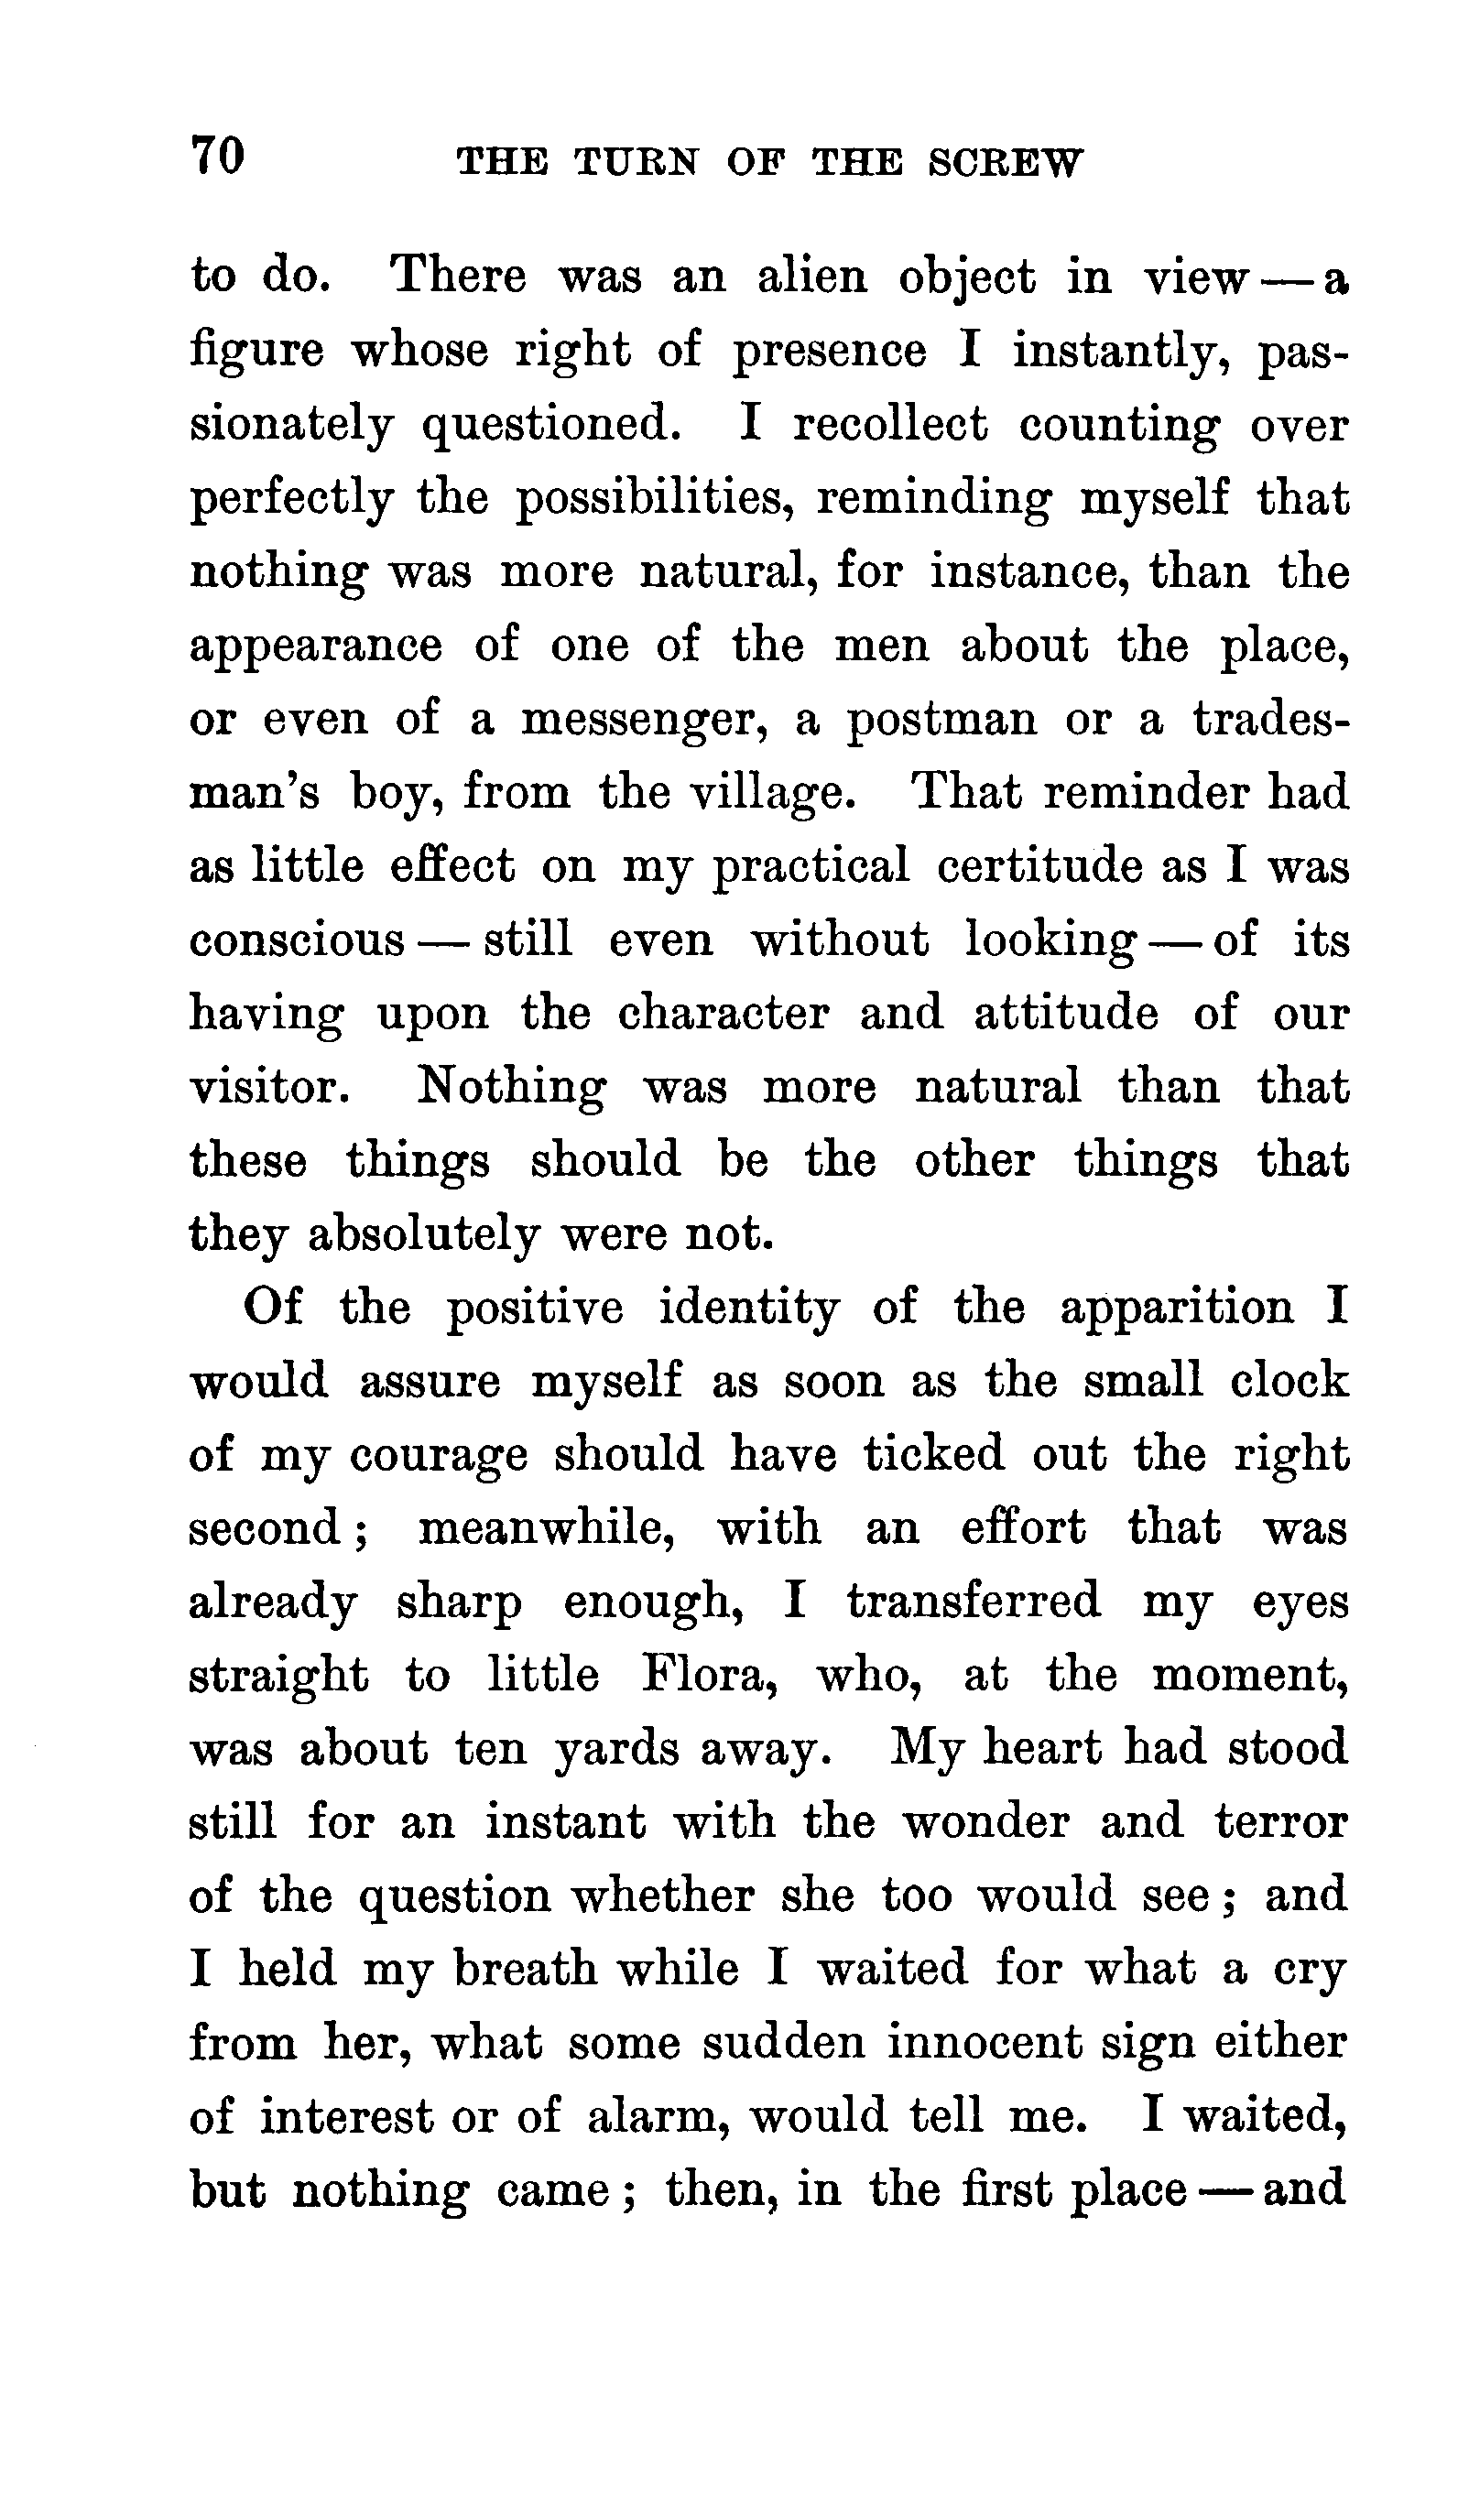 70 THE TURN OF THE SCREW
to do. There was an alien object in view—a
figure whose right of presence I instantly, pas-
sionately questioned. I recollect counting over
perfectly the possibilities, reminding myself that
nothing was more natural, for instance, than the
appearance of one of the men about the place,
or even of a messenger, a postman or a trades-
man's boy, from the village. That reminder had
as little effect on my practical certitude as I was
conscious — still even without looking — of its
having upon the character and attitude of our
visitor. Nothing was more natural than that
these things should be the other things that
they absolutely were not.
Of the positive identity of the apparition I
would assure myself as soon as the small clock
of my courage should have ticked out the right
second; meanwhile, with an effort that was
already sharp enough, I transferred my eyes
straight to little Flora, who, at the moment,
was about ten yards away. My heart had stood
still for an instant with the wonder and terror
of the question whether she too would see; and
I held my breath while I waited for what a cry
from her, what some sudden innocent sign either
of interest or of alarm, would tell me. I waited,
but nothing came; then, in the first place — and